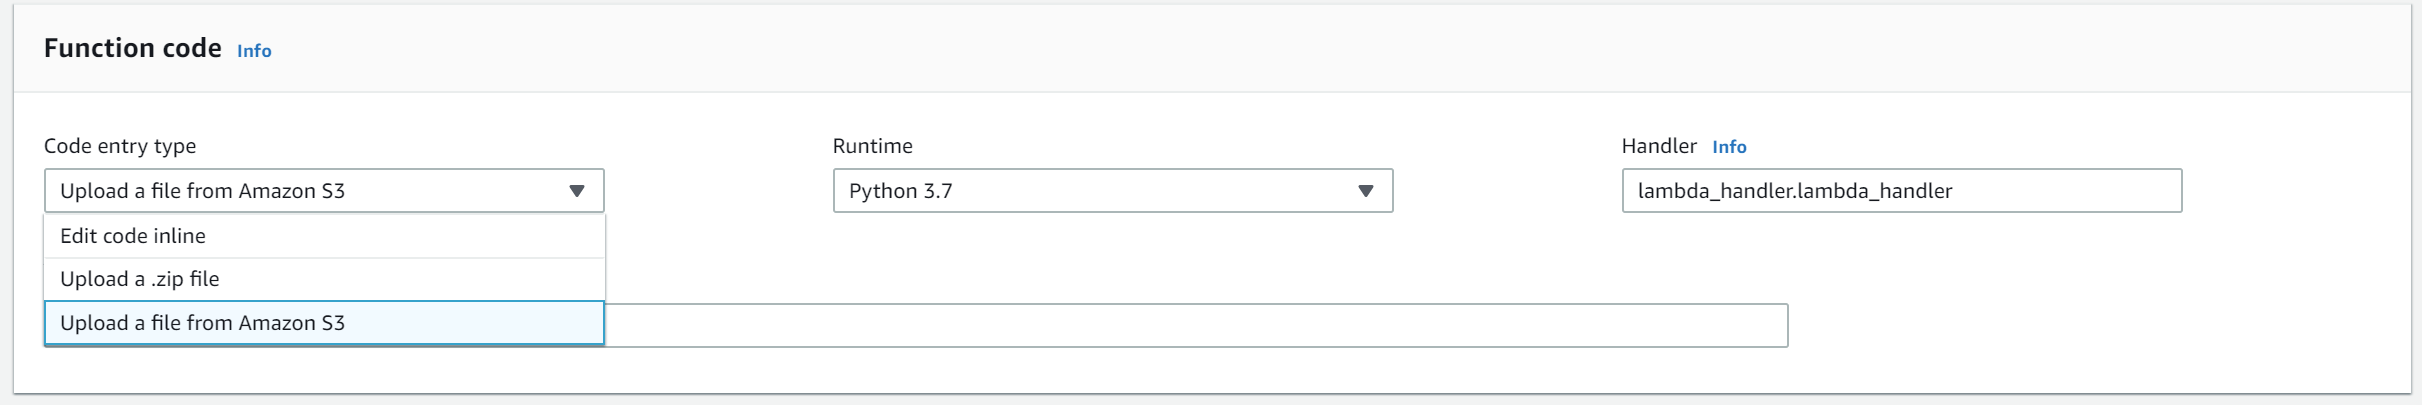 Function code Info
Code entry type
Upload a file from Amazon S3
Edit code inline
Upload a .zip file
Upload a file from Amazon S3
Runtime
Python 3.7
Handler Info
lambda_handler.lambda_handler